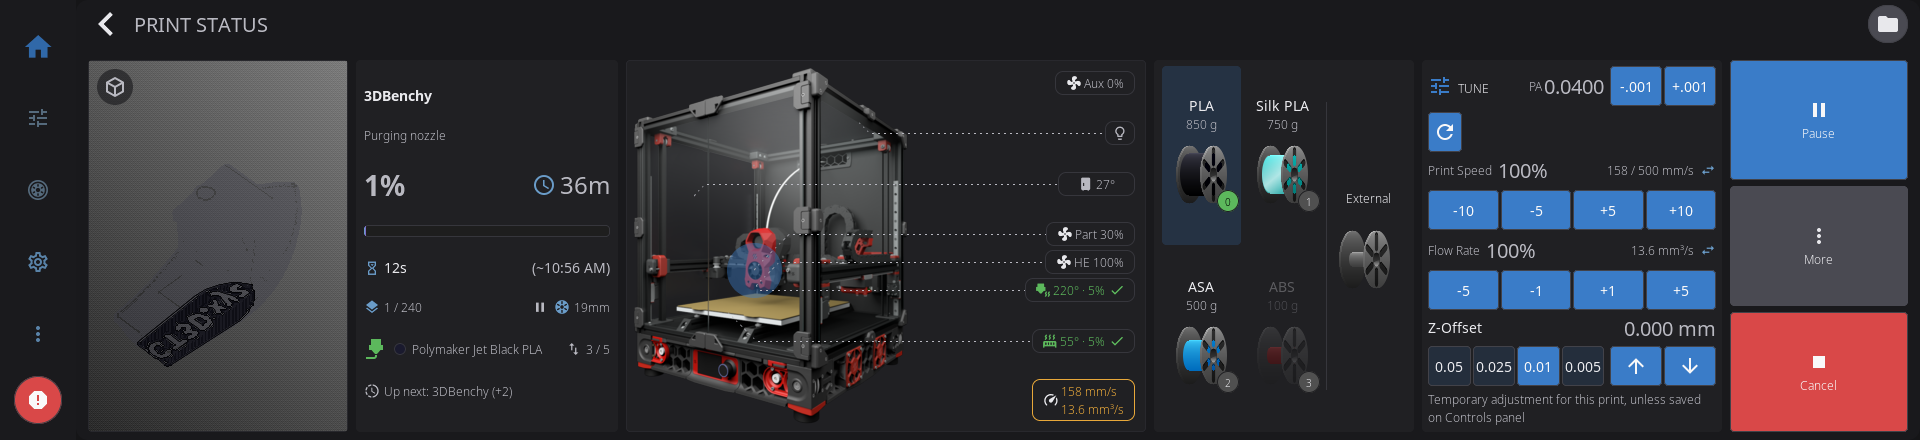 PRINT STATUS
3DBenchy
Purging nozzle
1%
36m
12s
(~10:56 AM)
1 / 240
19mm
Polymaker Jet Black PLA
3 / 5
Up next: 3DBenchy (+2)
Aux 0%
27°
Part 30%
HE 100%
220° · 5%
55° · 5%
158 mm/s
13.6 mm³/s
PLA
850 g
0
Silk PLA
750 g
1
ASA
500 g
2
ABS
100 g
3
External
TUNE
PA 0.0400
-.001
+.001
Print Speed 100%
158 / 500 mm/s
-10
-5
+5
+10
Flow Rate 100%
13.6 mm³/s
-5
-1
+1
+5
Z-Offset
0.000 mm
0.05
0.025
0.01
0.005
Temporary adjustment for this print, unless saved
on Controls panel
Pause
More
Cancel